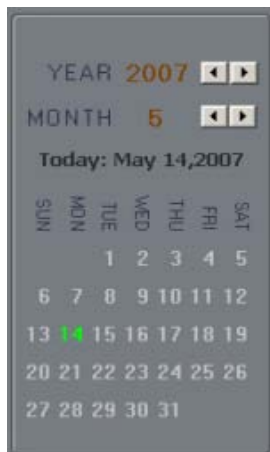 YEAR 2007
MONTH 5
Today: May 14,2007
SUN MON TUE WED THU FRI SAT
1 2 3 4 5
6 7 8 9 10 11 12
13 14 15 16 17 18 19
20 21 22 23 24 25 26
27 28 29 30 31